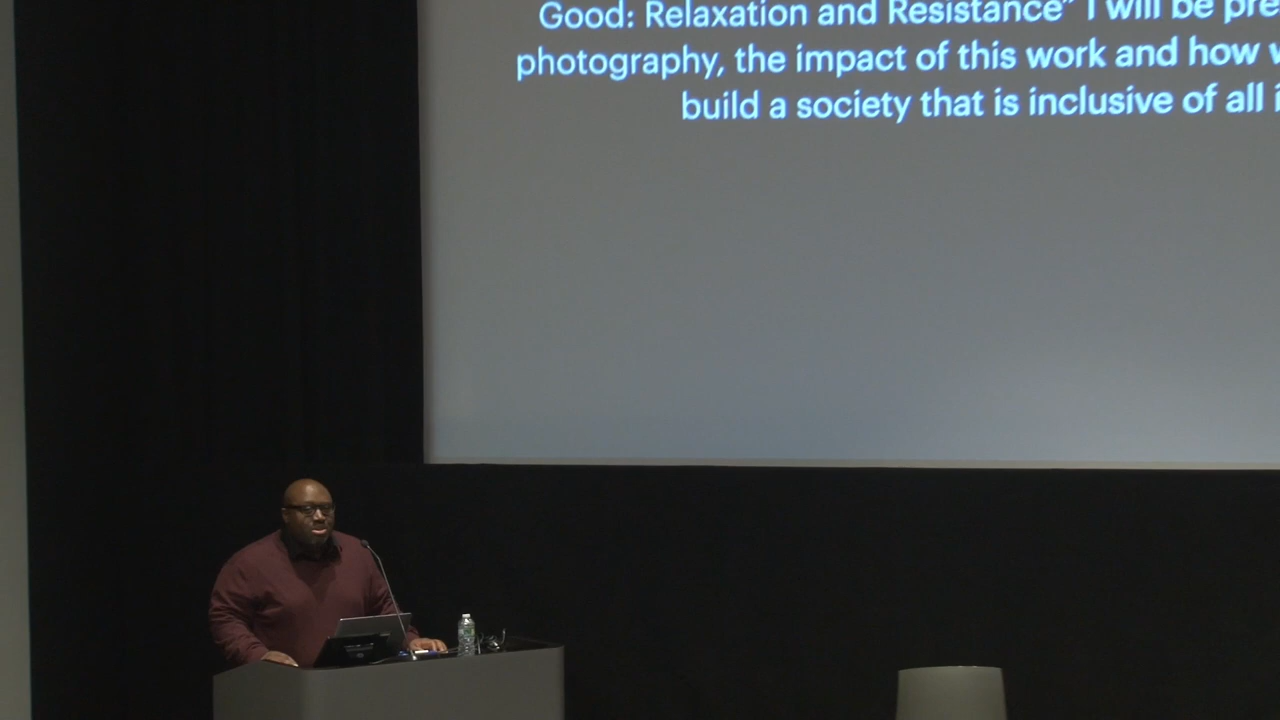 Good: Relaxation and Resistance" I will be pre
photography, the impact of this work and how
build a society that is inclusive of all